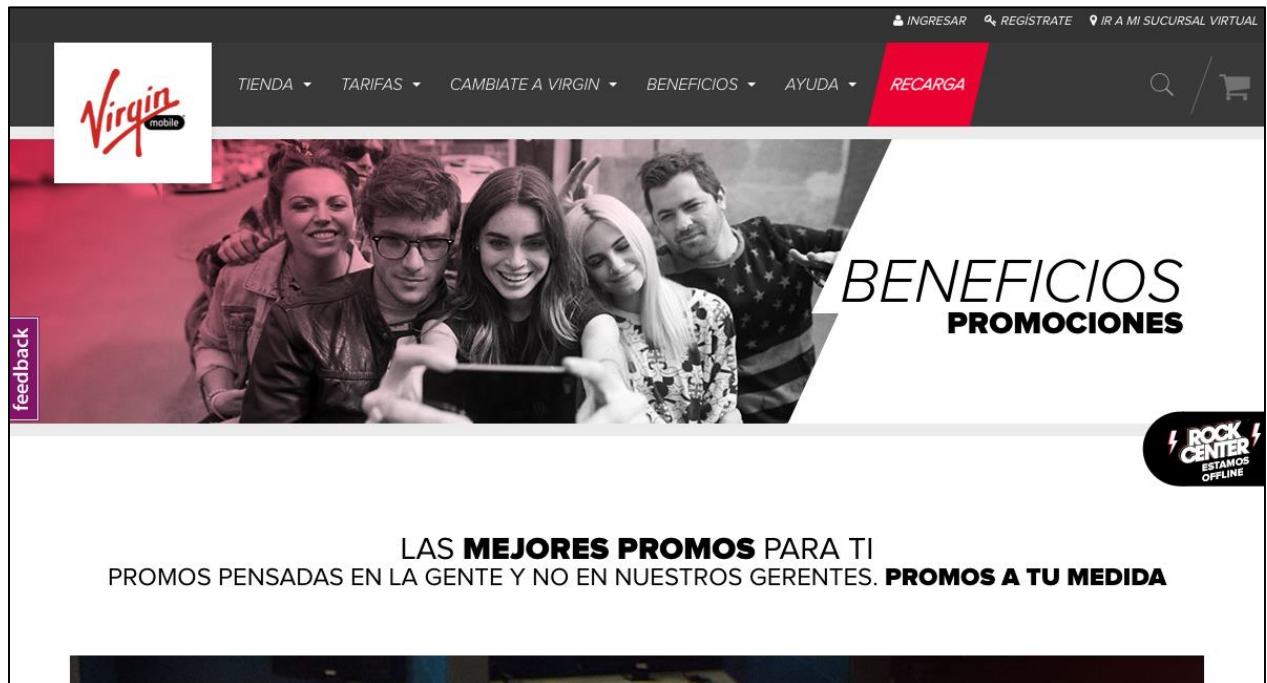 INGRESAR REGÍSTRATE IR A MI SUCURSAL VIRTUAL
Virgin
mobile
TIENDA TARIFAS CAMBIATE A VIRGIN BENEFICIOS AYUDA RECARGA
BENEFICIOS
PROMOCIONES
feedback
ROCK
CENTER
ESTAMOS
OFFLINE
LAS MEJORES PROMOS PARA TI
PROMOS PENSADAS EN LA GENTE Y NO EN NUESTROS GERENTES. PROMOS A TU MEDIDA